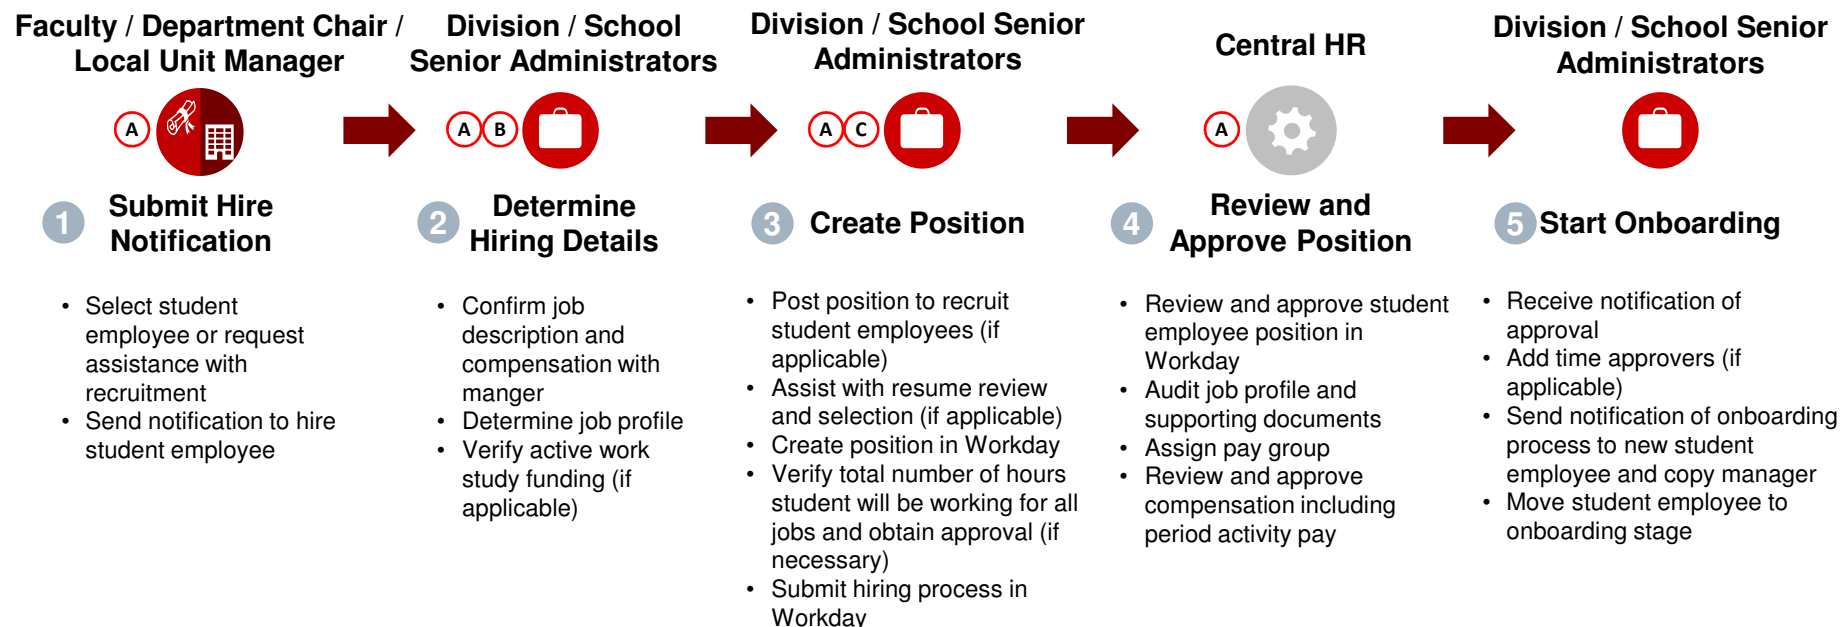 Faculty / Department Chair /
Local Unit Manager
A
1
Submit Hire
Notification
• Select student
employee or request
assistance with
recruitment
• Send notification to hire
student employee
Division / School
Senior Administrators
A B
2
Determine
Hiring Details
• Confirm job
description and
compensation with
manger
• Determine job profile
• Verify active work
study funding (if
applicable)
Division / School Senior
Administrators
A C
3
Create Position
• Post position to recruit
student employees (if
applicable)
• Assist with resume review
and selection (if applicable)
• Create position in Workday
• Verify total number of hours
student will be working for all
jobs and obtain approval (if
necessary)
• Submit hiring process in
Workday
Central HR
A
4
Review and
Approve Position
• Review and approve student
employee position in
Workday
• Audit job profile and
supporting documents
• Assign pay group
• Review and approve
compensation including
period activity pay
Division / School Senior
Administrators
5
Start Onboarding
• Receive notification of
approval
• Add time approvers (if
applicable)
• Send notification of onboarding
process to new student
employee and copy manager
• Move student employee to
onboarding stage